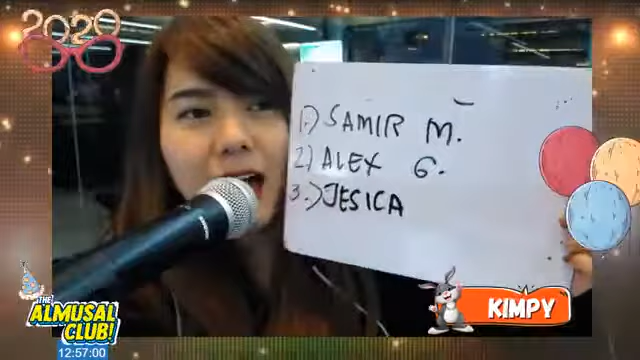 2020
1.) SAMIR M.
2) ALEX G.
3.) JESICA
KIMPY
THE
ALMUSAL
CLUB!
12:57:00